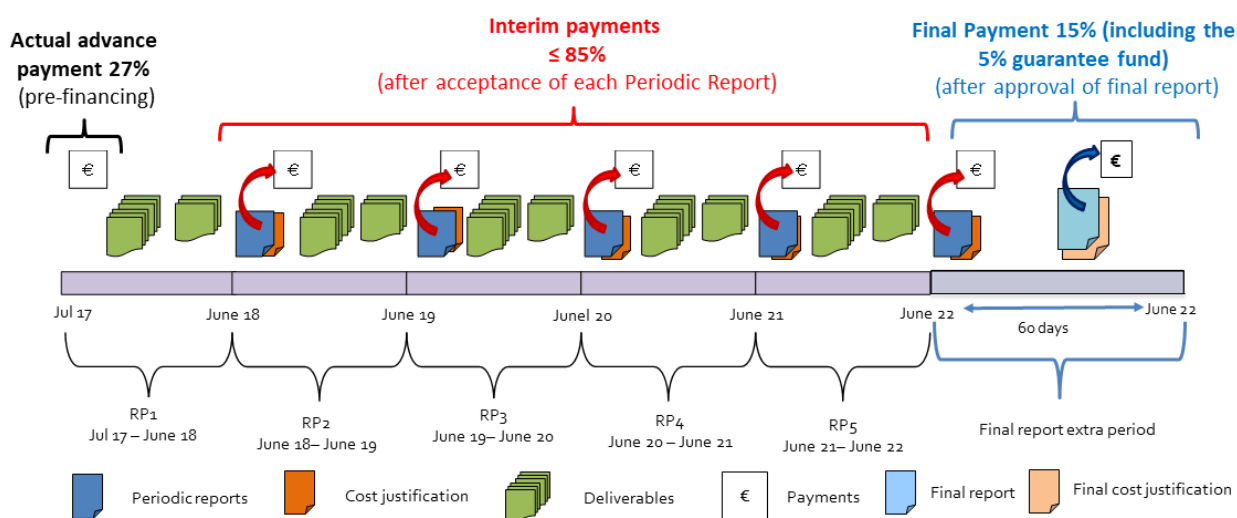 Actual advance
payment 27%
(pre-financing)
Interim payments
≤ 85%
(after acceptance of each Periodic Report)
Final Payment 15% (including the
5% guarantee fund)
(after approval of final report)
€
€
€
€
€
€
€
Jul 17
June 18
June 19
Junel 20
June 21
June 22
June 22
60 days
RP1
Jul 17 – June 18
RP2
June 18– June 19
RP3
June 19– June 20
RP4
June 20 – June 21
RP5
June 21– June 22
Final report extra period
Periodic reports
Cost justification
Deliverables
€
Payments
Final report
Final cost justification